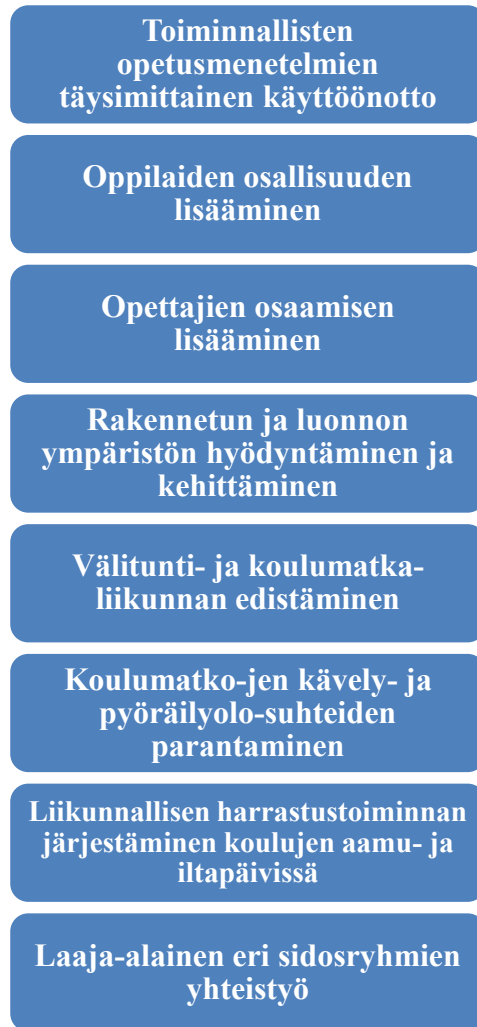 Toiminnallisten
opetusmenetelmien
täysimittainen käyttöönotto
Oppilaiden osallisuuden
lisääminen
Opettajien osaamisen
lisääminen
Rakennetun ja luonnon
ympäristön hyödyntäminen ja
kehittäminen
Välitunti- ja koulumatka-
liikunnan edistäminen
Koulumatko-jen kävely- ja
pyöräilyolo-suhteiden
parantaminen
Liikunnallisen harrastustoiminnan
järjestäminen koulujen aamu- ja
iltapäivissä
Laaja-alainen eri sidosryhmien
yhteistyö